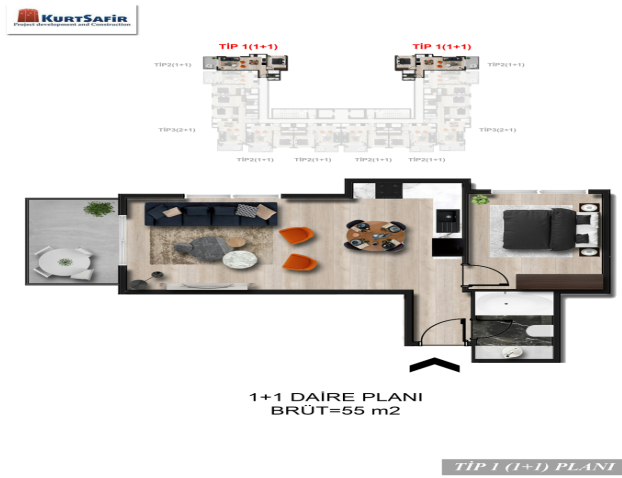 KURTSAFİR
Project development and Construction
TİP 1(1+1) TİP 1(1+1)
TİP2(1+1) TİP2(1+1)
TİP3(2+1) TİP3(2+1)
TİP2(1+1) TİP2(1+1) TİP2(1+1) TİP2(1+1)
1+1 DAİRE PLANI
BRÜT=55 m2
TİP 1 (1+1) PLANI